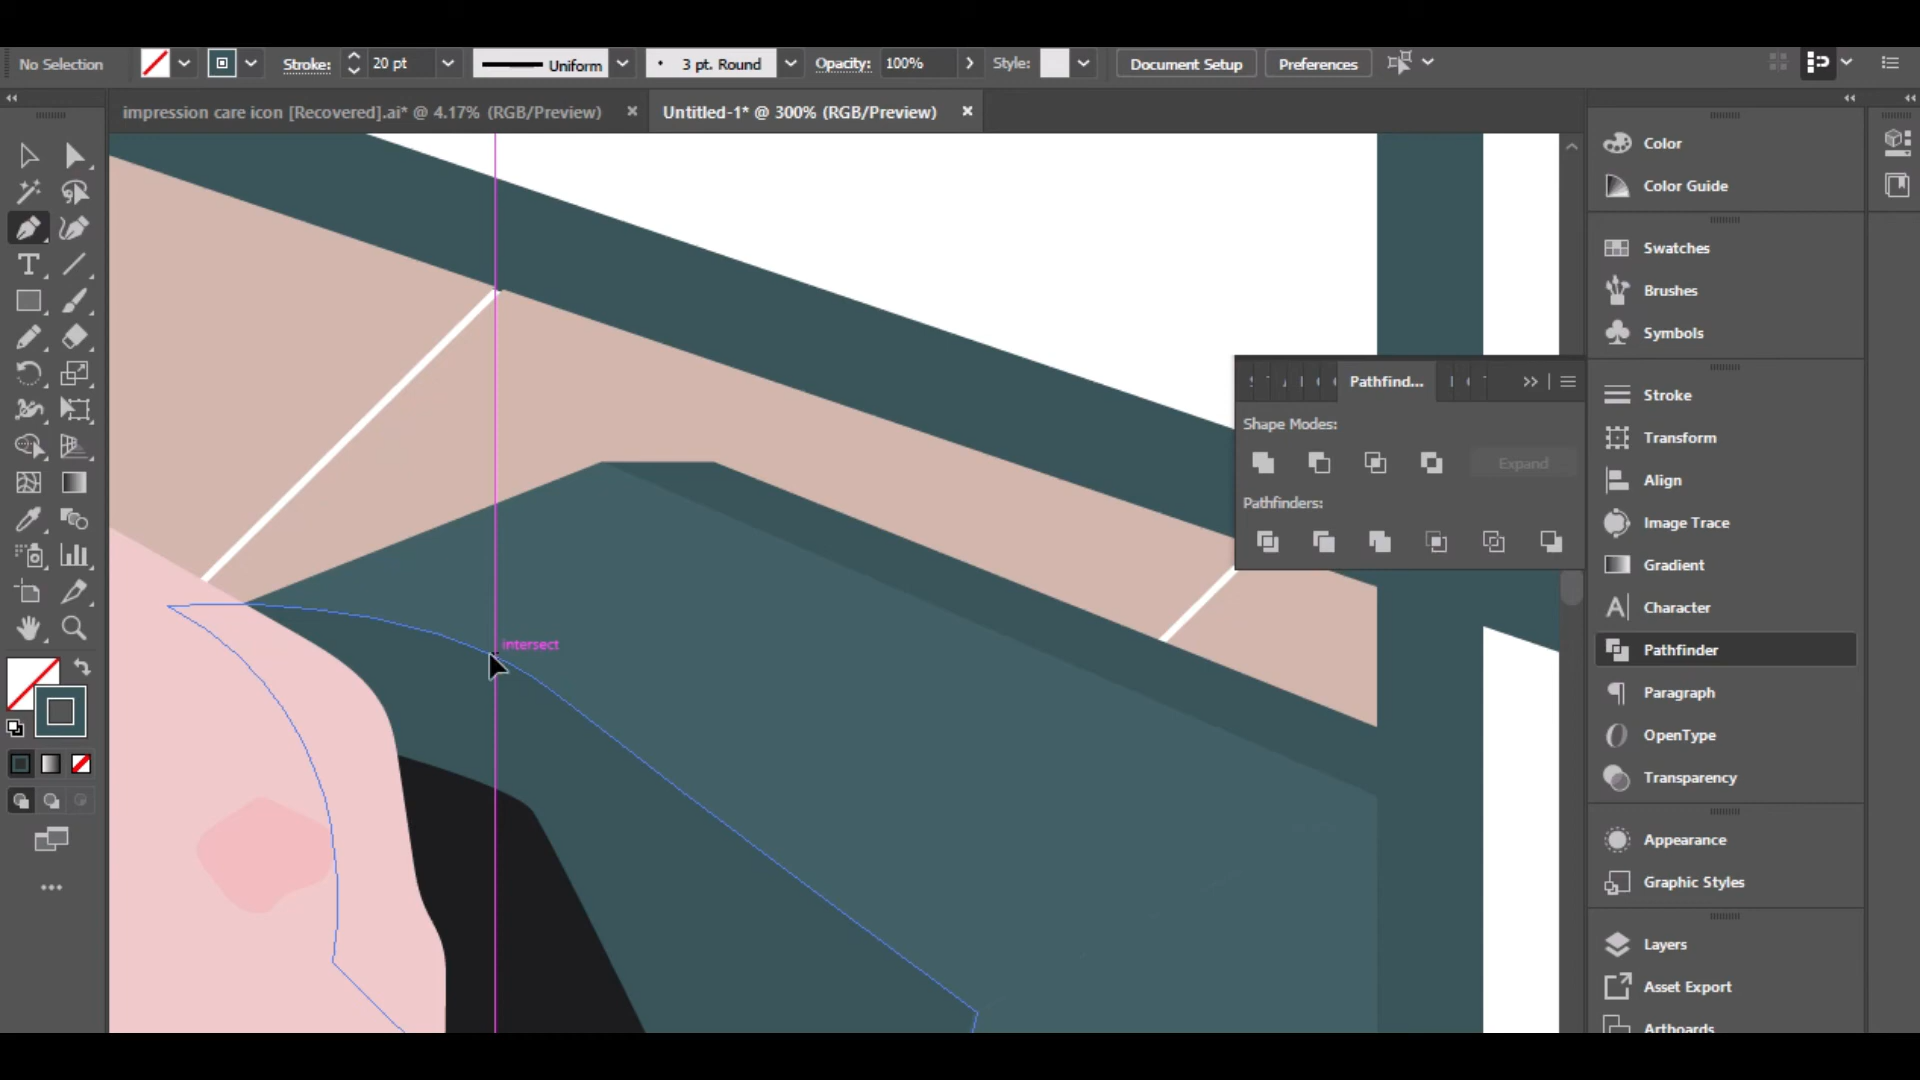 No Selection Stroke: 20 pt Uniform 3 pt. Round Opacity: 100% Style: Document Setup Preferences
impression care icon [Recovered].ai* @ 4.17% (RGB/Preview) Untitled-1* @ 300% (RGB/Preview)
Color
Color Guide
Swatches
Brushes
Symbols
Pathfind...
Shape Modes:
Expand
Pathfinders:
Stroke
Transform
Align
Image Trace
Gradient
Character
intersect
Pathfinder
Paragraph
OpenType
Transparency
Appearance
Graphic Styles
Layers
Asset Export
Artboards